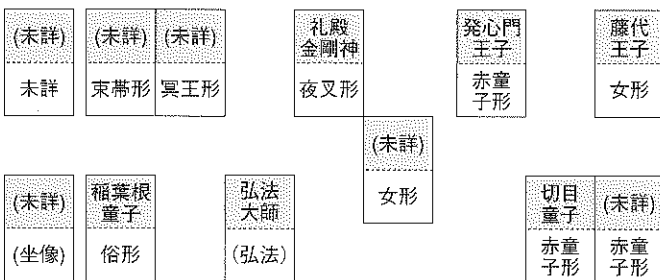 (未詳)
未詳
(未詳)
束帯形
(未詳)
冥王形
礼殿
金剛神
夜叉形
発心門
王子
赤童
子形
藤代
王子
女形
(未詳)
女形
(未詳)
(坐像)
稲葉根
童子
俗形
弘法
大師
(弘法)
切目
童子
赤童
子形
(未詳)
赤童
子形